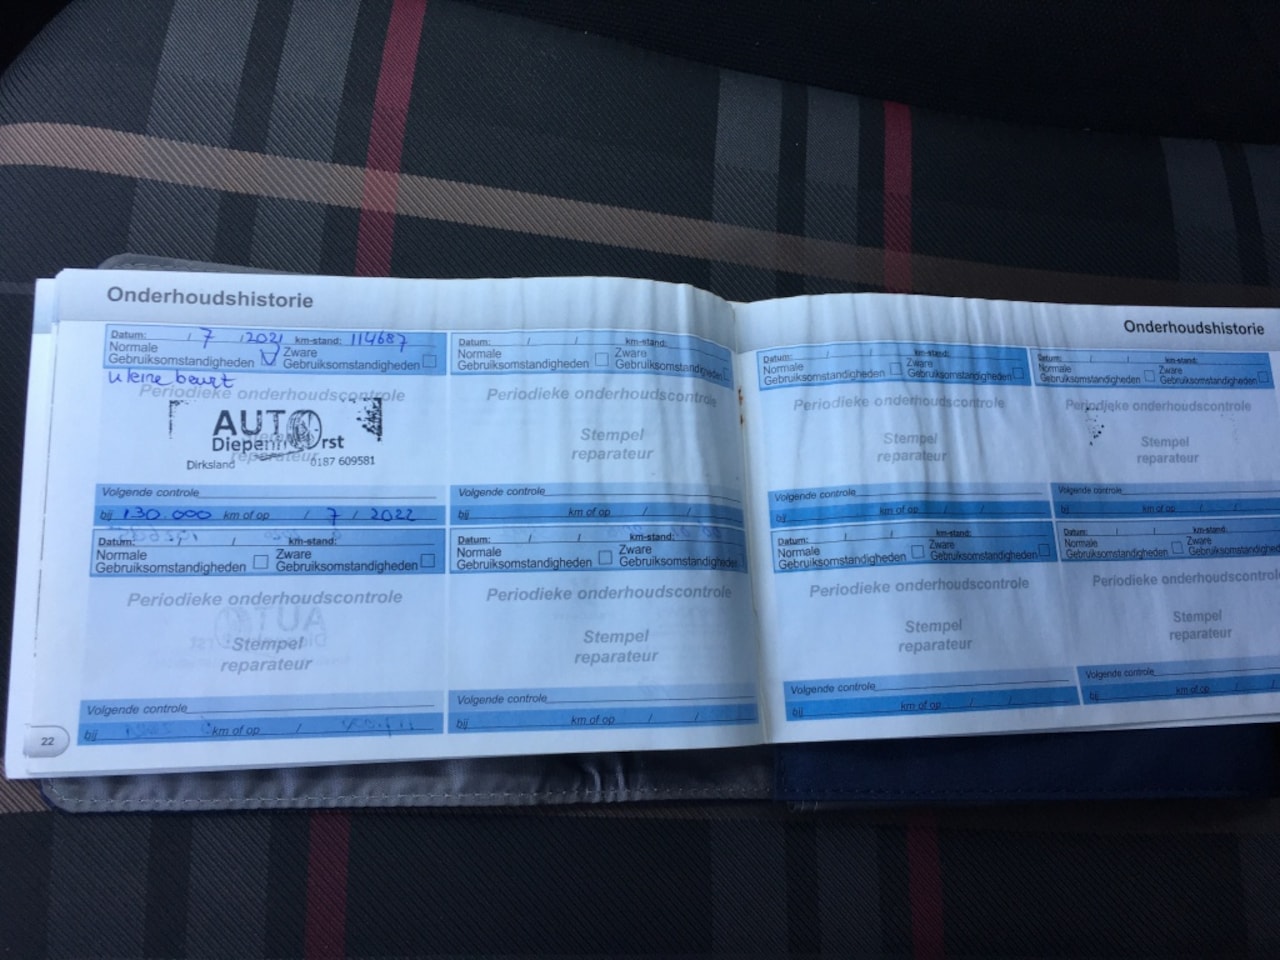 Onderhoudshistorie
Datum: / 7 / 2021 km-stand: 114687
Normale
Gebruiksomstandigheden
Zware
Gebruiksomstandigheden
kleine beurt
Periodieke onderhoudscontrole
AUTO
Diepenhorst
Dirksland 0187 609581
reparateur
Volgende controle
bij 130.000 km of op / 7 / 2022
Datum: / / km-stand:
Normale
Gebruiksomstandigheden
Zware
Gebruiksomstandigheden
Periodieke onderhoudscontrole
Stempel
reparateur
Volgende controle
bij km of op / /
Datum: / / km-stand:
Normale
Gebruiksomstandigheden
Zware
Gebruiksomstandigheden
Periodieke onderhoudscontrole
Stempel
reparateur
Volgende controle
bij km of op /
22
Datum: / / km-stand:
Normale
Gebruiksomstandigheden
Zware
Gebruiksomstandigheden
Periodieke onderhoudscontrole
Stempel
reparateur
Volgende controle
bij km of op / /
Onderhoudshistorie
Datum: / / km-stand:
Normale
Gebruiksomstandigheden
Zware
Gebruiksomstandigheden
Periodieke onderhoudscontrole
Stempel
reparateur
Volgende controle
bij km of op / /
Datum: / / km-stand:
Normale
Gebruiksomstandigheden
Zware
Gebruiksomstandigheden
Periodieke onderhoudscontrole
Stempel
reparateur
Volgende controle
bij km of op / /
Datum: / / km-stand:
Normale
Gebruiksomstandigheden
Zware
Gebruiksomstandigheden
Periodieke onderhoudscontrole
Stempel
reparateur
Volgende controle
bij km of op / /
Datum: / / km-stand:
Normale
Gebruiksomstandigheden
Zware
Periodieke
Stempel
reparateur
Volgende controle
bij km of op / /